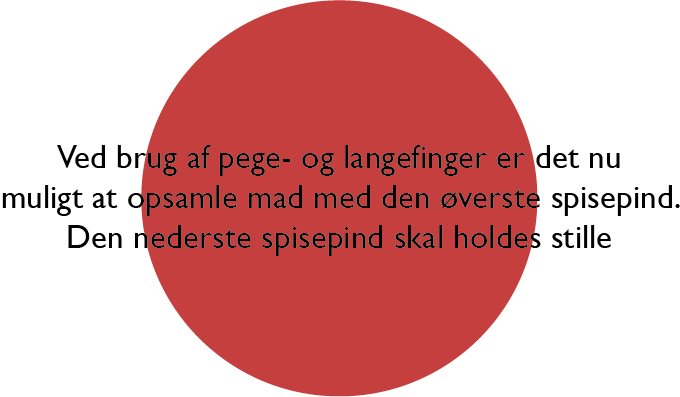 Ved brug af pege- og langefinger er det nu
muligt at opsamle mad med den øverste spisepind.
Den nederste spisepind skal holdes stille